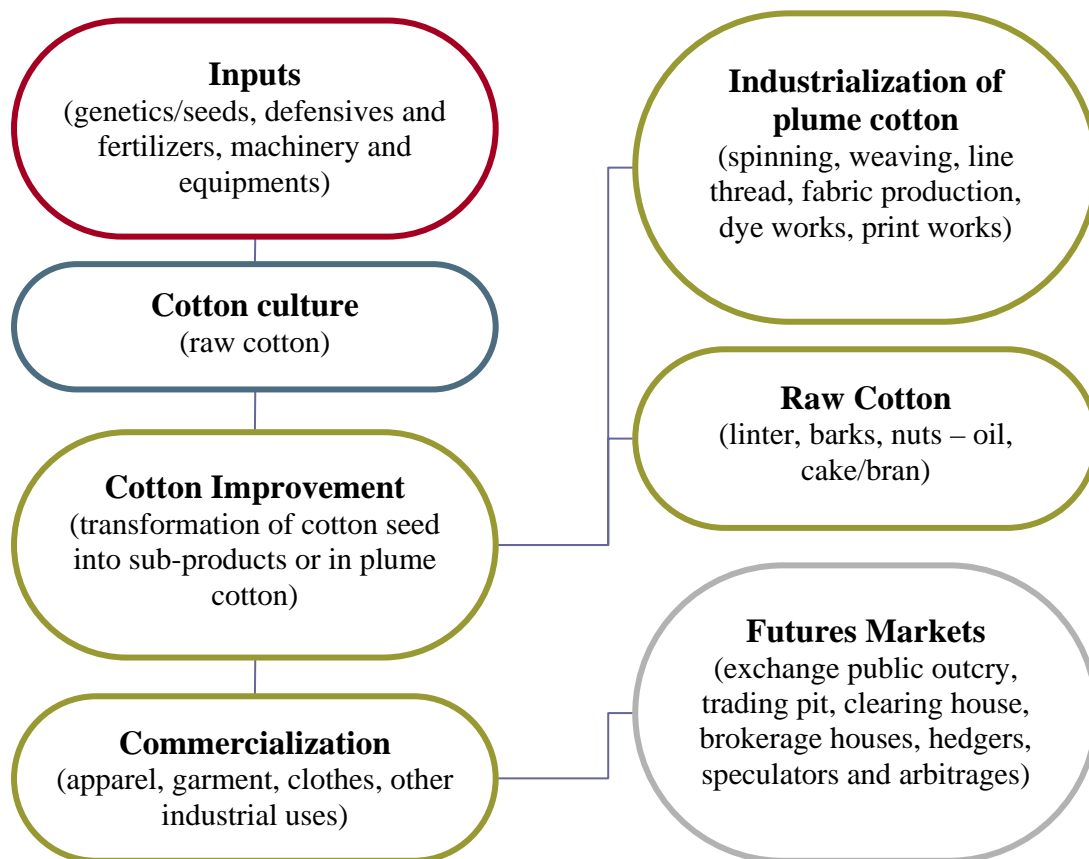 Inputs
(genetics/seeds, defensives and
fertilizers, machinery and
equipments)
Cotton culture
(raw cotton)
Cotton Improvement
(transformation of cotton seed
into sub-products or in plume
cotton)
Commercialization
(apparel, garment, clothes, other
industrial uses)
Industrialization of
plume cotton
(spinning, weaving, line
thread, fabric production,
dye works, print works)
Raw Cotton
(linter, barks, nuts – oil,
cake/bran)
Futures Markets
(exchange public outcry,
trading pit, clearing house,
brokerage houses, hedgers,
speculators and arbitrages)